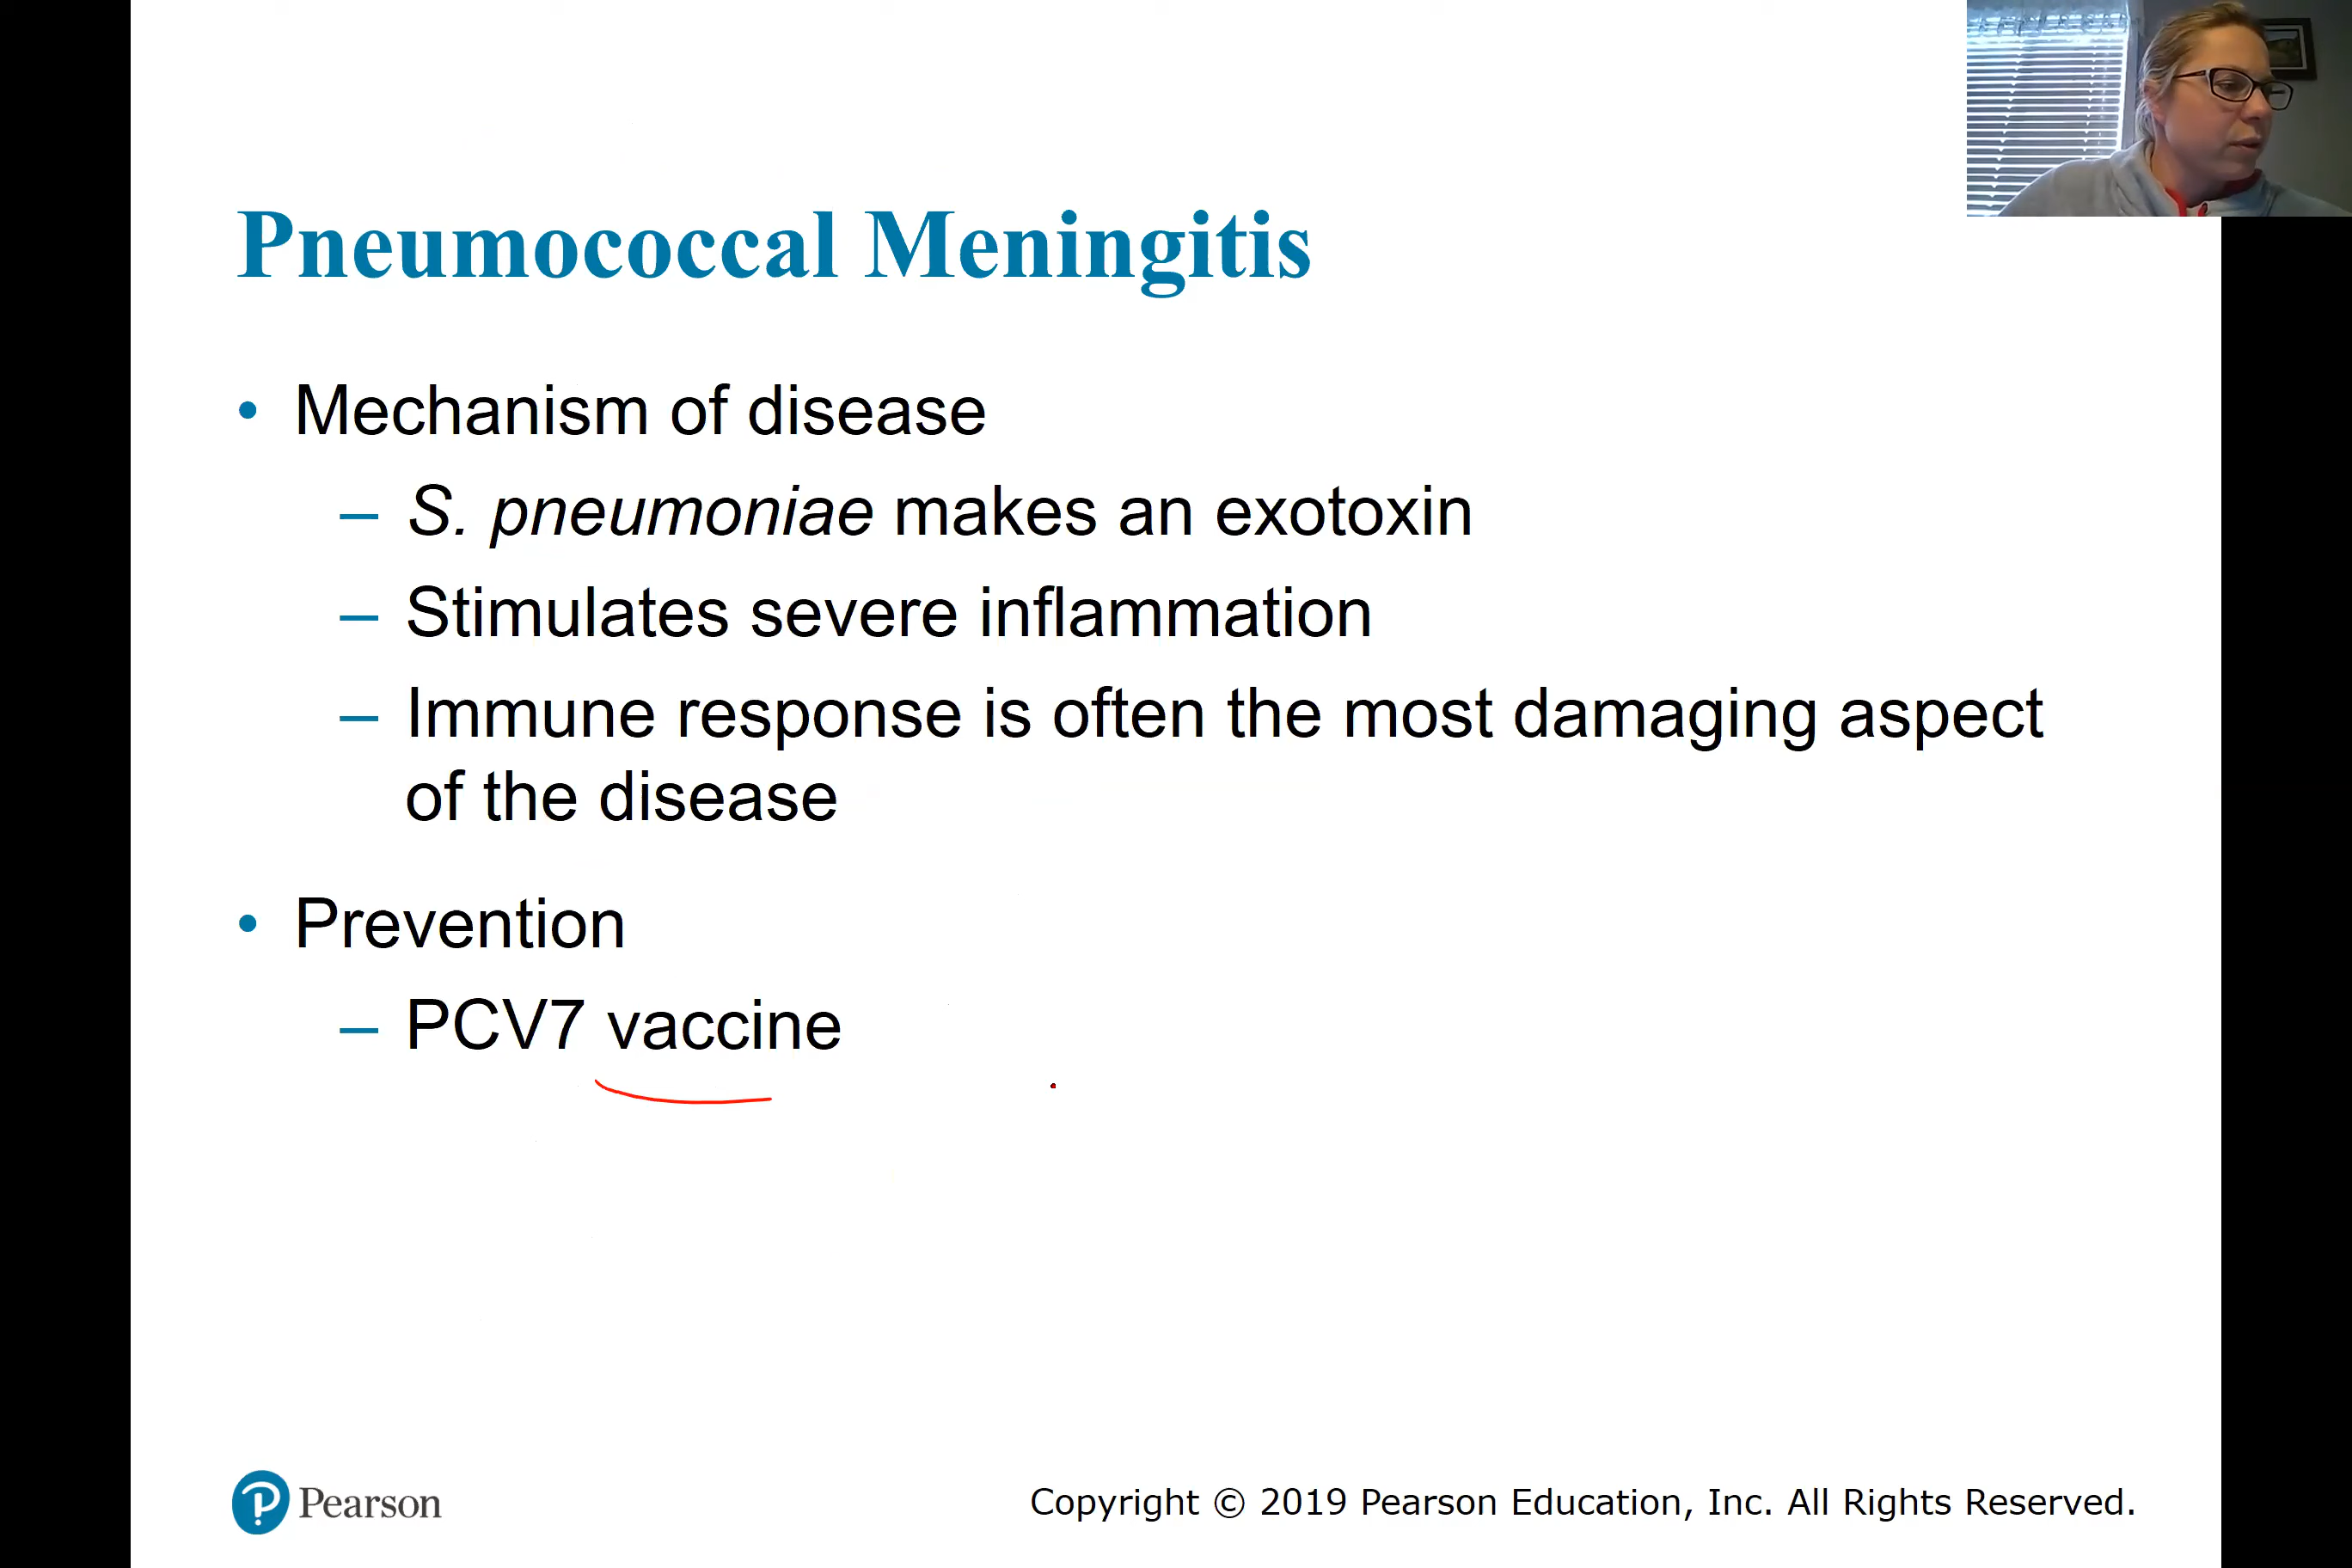 Pneumococcal Meningitis
• Mechanism of disease
– S. pneumoniae makes an exotoxin
– Stimulates severe inflammation
– Immune response is often the most damaging aspect
of the disease
• Prevention
– PCV7 vaccine
Pearson
Copyright © 2019 Pearson Education, Inc. All Rights Reserved.